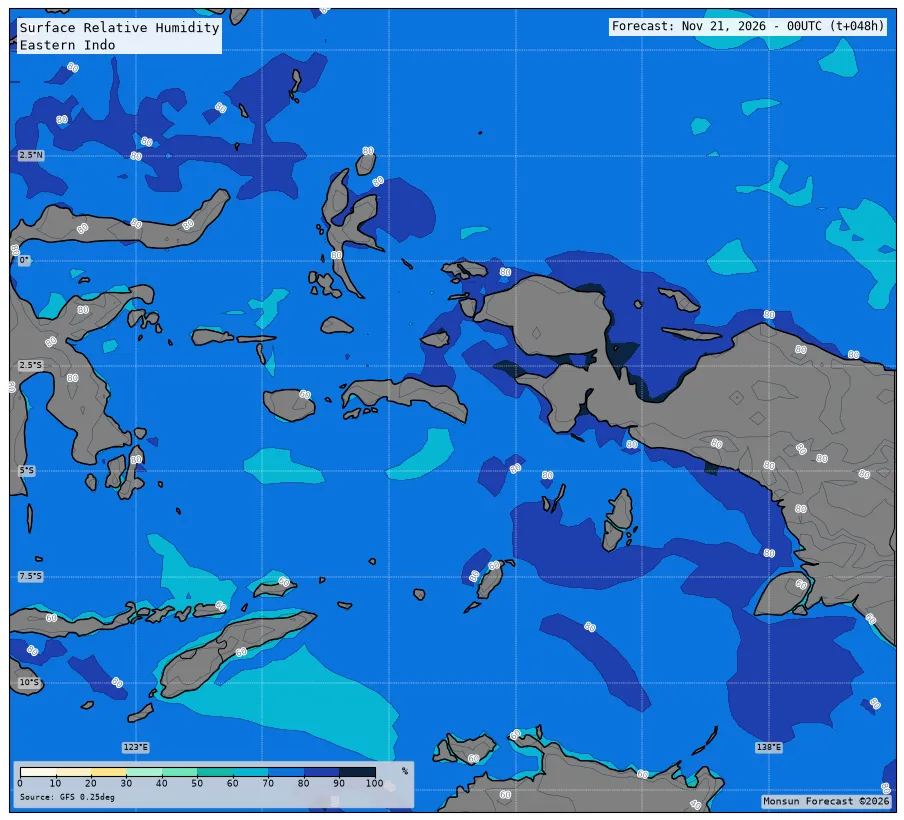 Surface Relative Humidity
Eastern Indo
Forecast: Nov 21, 2026 - 00UTC (t+048h)
2.5°N
0°
2.5°S
5°S
7.5°S
10°S
123°E
138°E
0 10 20 30 40 50 60 70 80 90 100 %
Source: GFS 0.25deg
Monsun Forecast ©2026